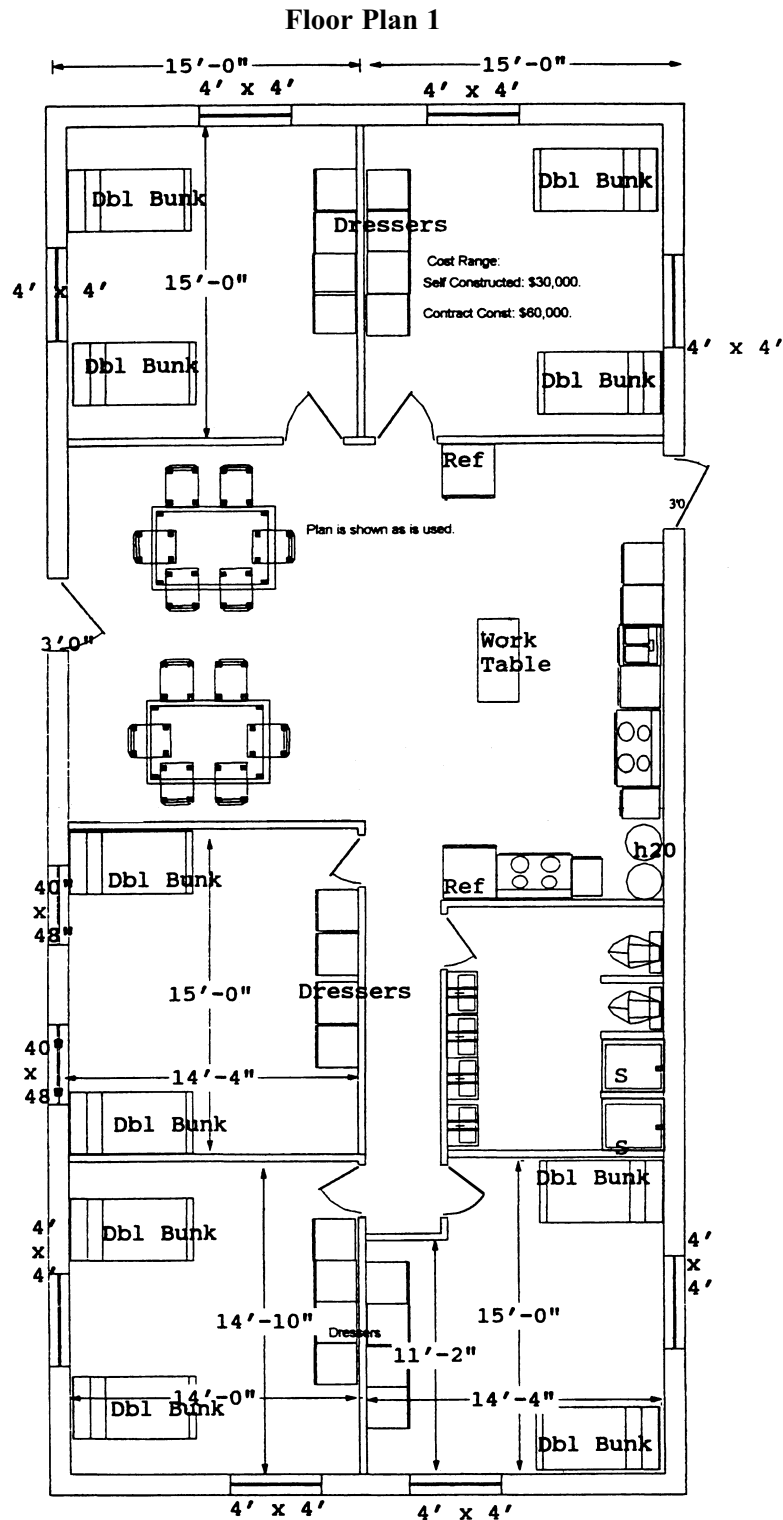 Floor Plan 1
15'-0" 15'-0"
4' x 4' 4' x 4'
Dbl Bunk
Dbl Bunk
Dressers
Cost Range:
Self Constructed: $30,000.
Contract Const: $60,000.
15'-0"
4' x 4'
4' x 4'
Dbl Bunk
Dbl Bunk
Ref
3'0
Plan is shown as is used.
3'0"
Work
Table
h20
Dbl Bunk
Ref
40"
x
48"
15'-0"
Dressers
40"
x
48"
14'-4"
S
Dbl Bunk
S
Dbl Bunk
4'
x
4'
Dbl Bunk
4'
x
4'
14'-10"
Dressers
11'-2"
15'-0"
14'-0"
Dbl Bunk
14'-4"
Dbl Bunk
4' x 4' 4' x 4'